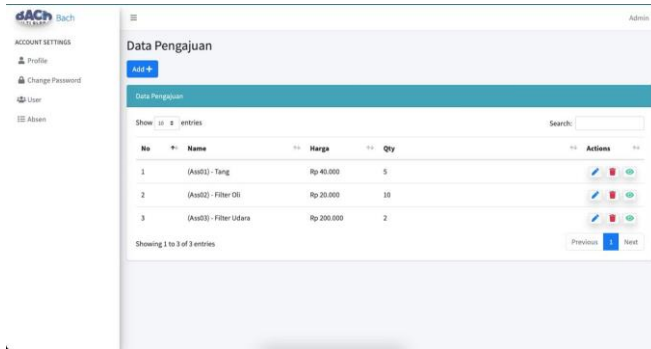 dACh Bach
Admin
ACCOUNT SETTINGS
Profile
Change Password
User
Absen
Data Pengajuan
Add +
Data Pengajuan
Show 10 entries
Search:
No Name Harga Qty Actions
1 (Ass01) - Tang Rp 40.000 5
2 (Ass02) - Filter Oli Rp 20.000 10
3 (Ass03) - Filter Udara Rp 200.000 2
Showing 1 to 3 of 3 entries
Previous 1 Next